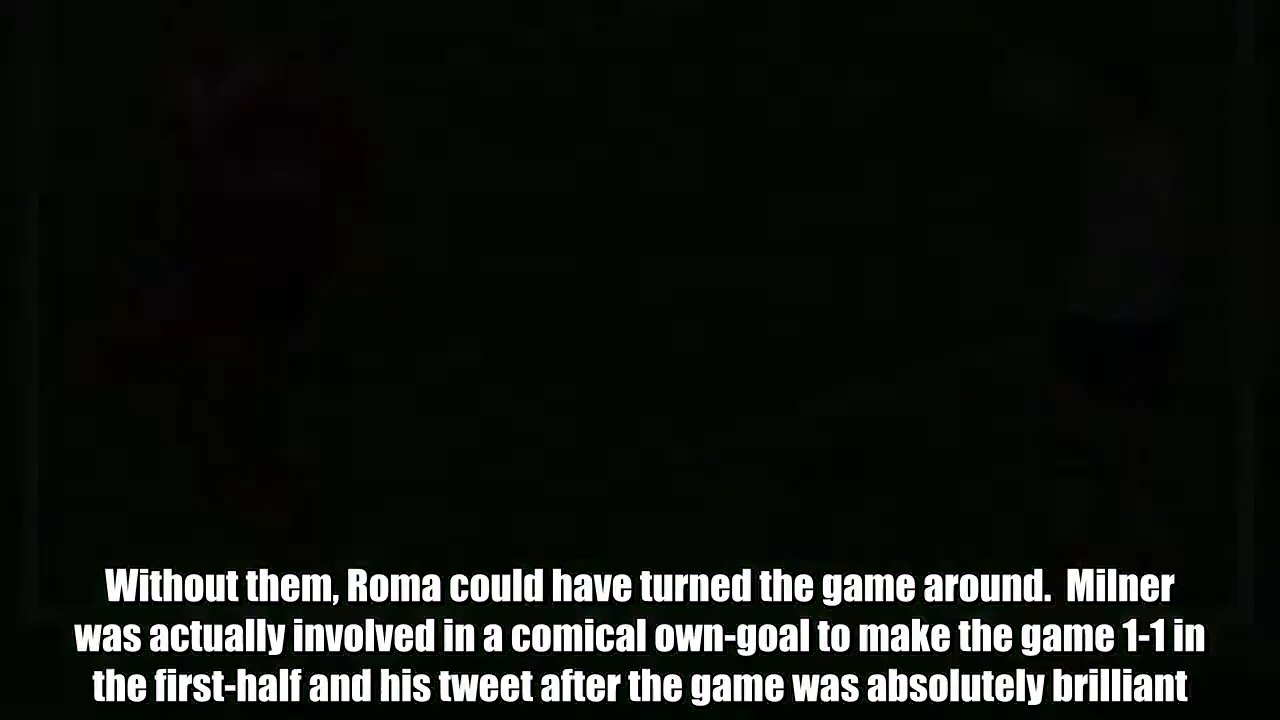 Without them, Roma could have turned the game around.  Milner
was actually involved in a comical own-goal to make the game 1-1 in
the first-half and his tweet after the game was absolutely brilliant